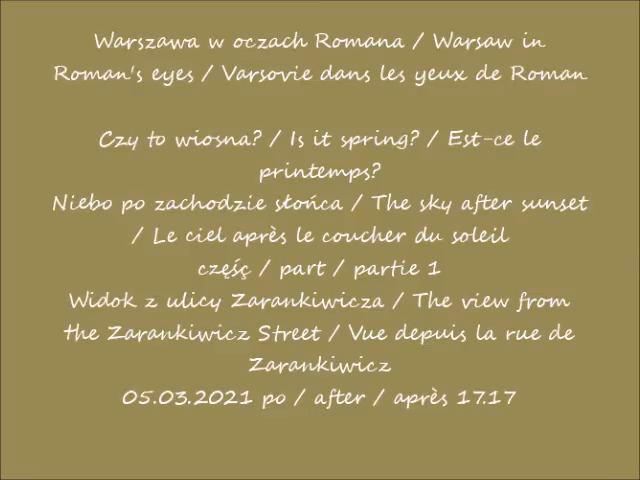 Warszawa w oczach Romana / Warsaw in
Roman's eyes / Varsovie dans les yeux de Roman
Czy to wiosna? / Is it spring? / Est-ce le
printemps?
Niebo po zachodzie słońca / The sky after sunset
/ Le ciel après le coucher du soleil
częśç / part / partie 1
Widok z ulicy Zarankiwicza / The view from
the Zarankiwicz Street / Vue depuis la rue de
Zarankiwicz
05.03.2021 po / after / après 17.17